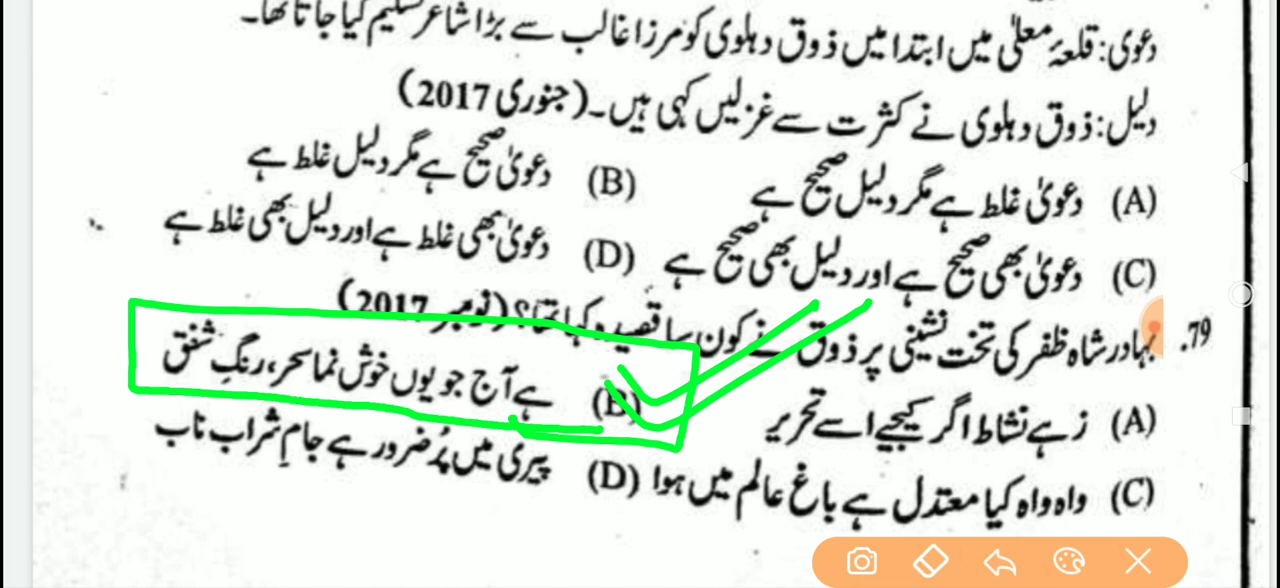 دعوی: قلعۂ معلیٰ میں ابتدا میں ذوق دہلوی کو مرزا غالب سے بڑا شاعر تسلیم کیا جاتا تھا۔
دلیل: ذوق دہلوی نے کثرت سے غزلیں کہی ہیں۔ (جنوری 2017)
(A) دعویٰ غلط ہے مگر دلیل صحیح ہے (B) دعویٰ صحیح ہے مگر دلیل غلط ہے
(C) دعویٰ بھی صحیح ہے اور دلیل بھی صحیح ہے (D) دعویٰ بھی غلط ہے اور دلیل بھی غلط ہے
79. بہادر شاہ ظفر کی تخت نشینی پر ذوق نے کون سا قصیدہ کہا تھا؟ (نومبر 2017)
(A) زہے نشاط اگر کیجیے اسے تحریر (B) ہے آج جو یوں خوش نما سحر، رنگِ شفق
(C) واہ واہ کیا معتدل ہے باغ عالم میں ہوا (D) پیری میں پُر ضرور ہے جامِ شراب ناب